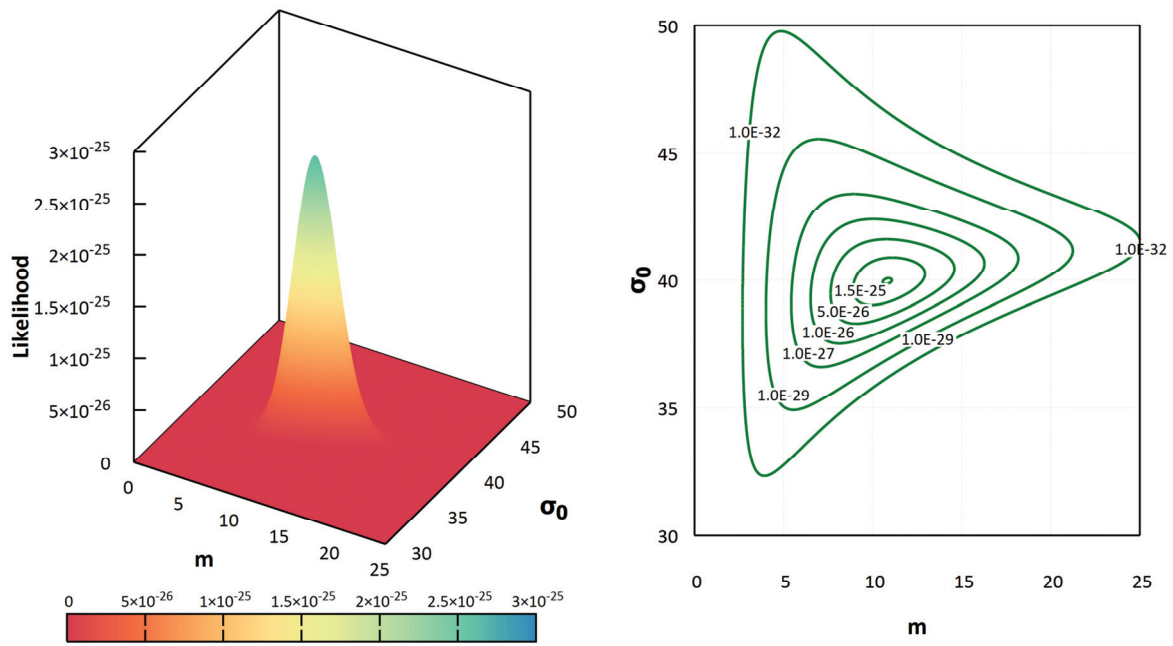 3×10-25
2.5×10-25
2×10-25
1.5×10-25
1×10-25
5×10-26
0
Likelihood
0
5
10
15
20
25
m
30
35
40
45
50
σ0
0 5×10-26 1×10-25 1.5×10-25 2×10-25 2.5×10-25 3×10-25
50
45
40
35
30
σ0
1.0E-32
1.0E-32
1.5E-25
5.0E-26
1.0E-26
1.0E-29
1.0E-27
1.0E-29
0 5 10 15 20 25
m